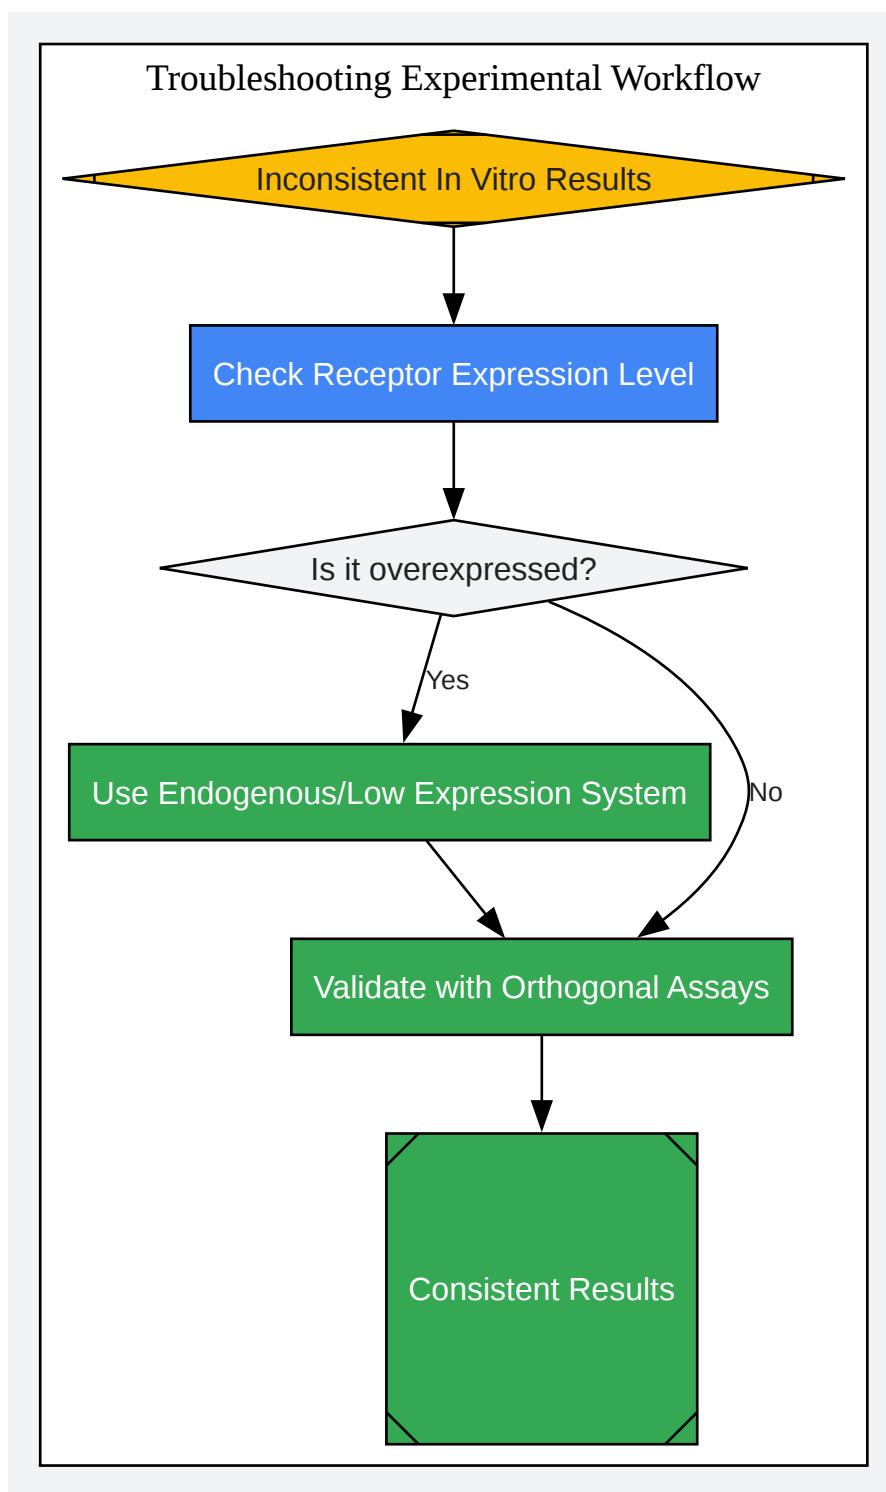 Troubleshooting Experimental Workflow
Inconsistent In Vitro Results
Check Receptor Expression Level
Is it overexpressed?
Yes
Use Endogenous/Low Expression System
No
Validate with Orthogonal Assays
Consistent Results